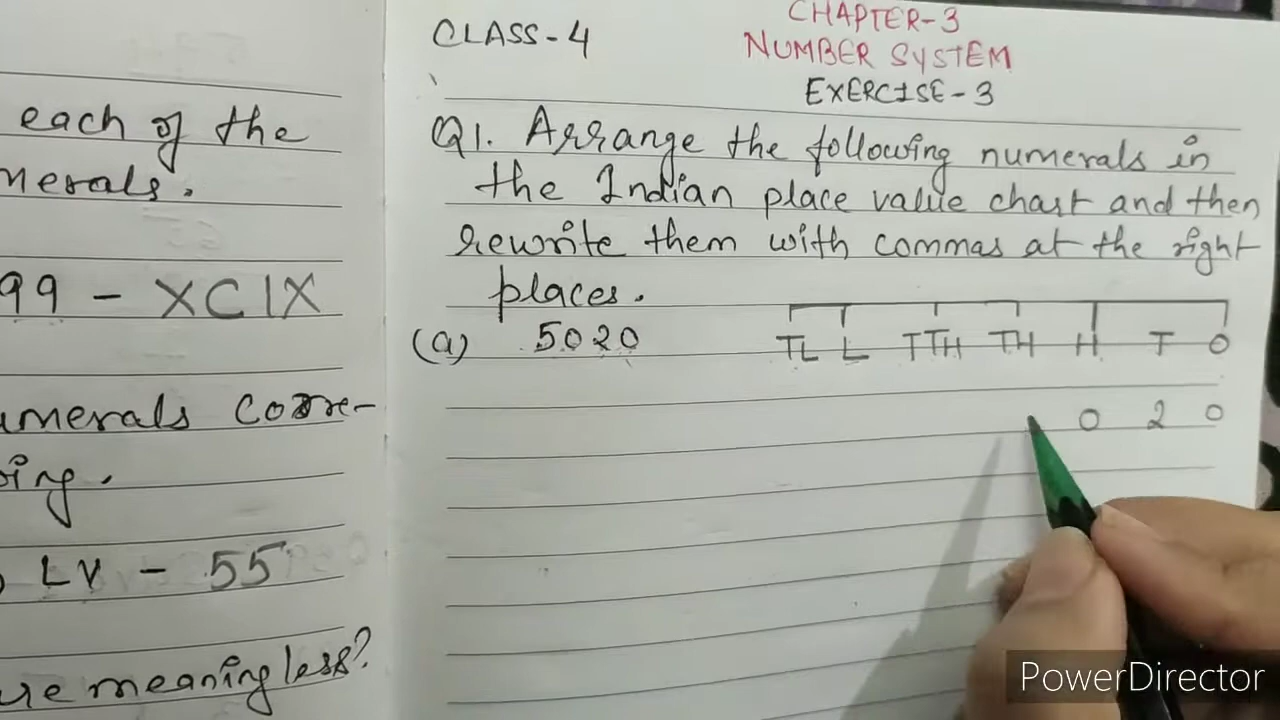 each of the
merals.
99 - XCIX
umerals corre-
ing.
LV - 55
are meaningless?
CLASS-4
CHAPTER-3
NUMBER SYSTEM
EXERCISE-3
Q1. Arrange the following numerals in
the Indian place value chart and then
rewrite them with commas at the right
places.
(a) 5020 TL L TTH TH H T O
0 2 0
PowerDirector